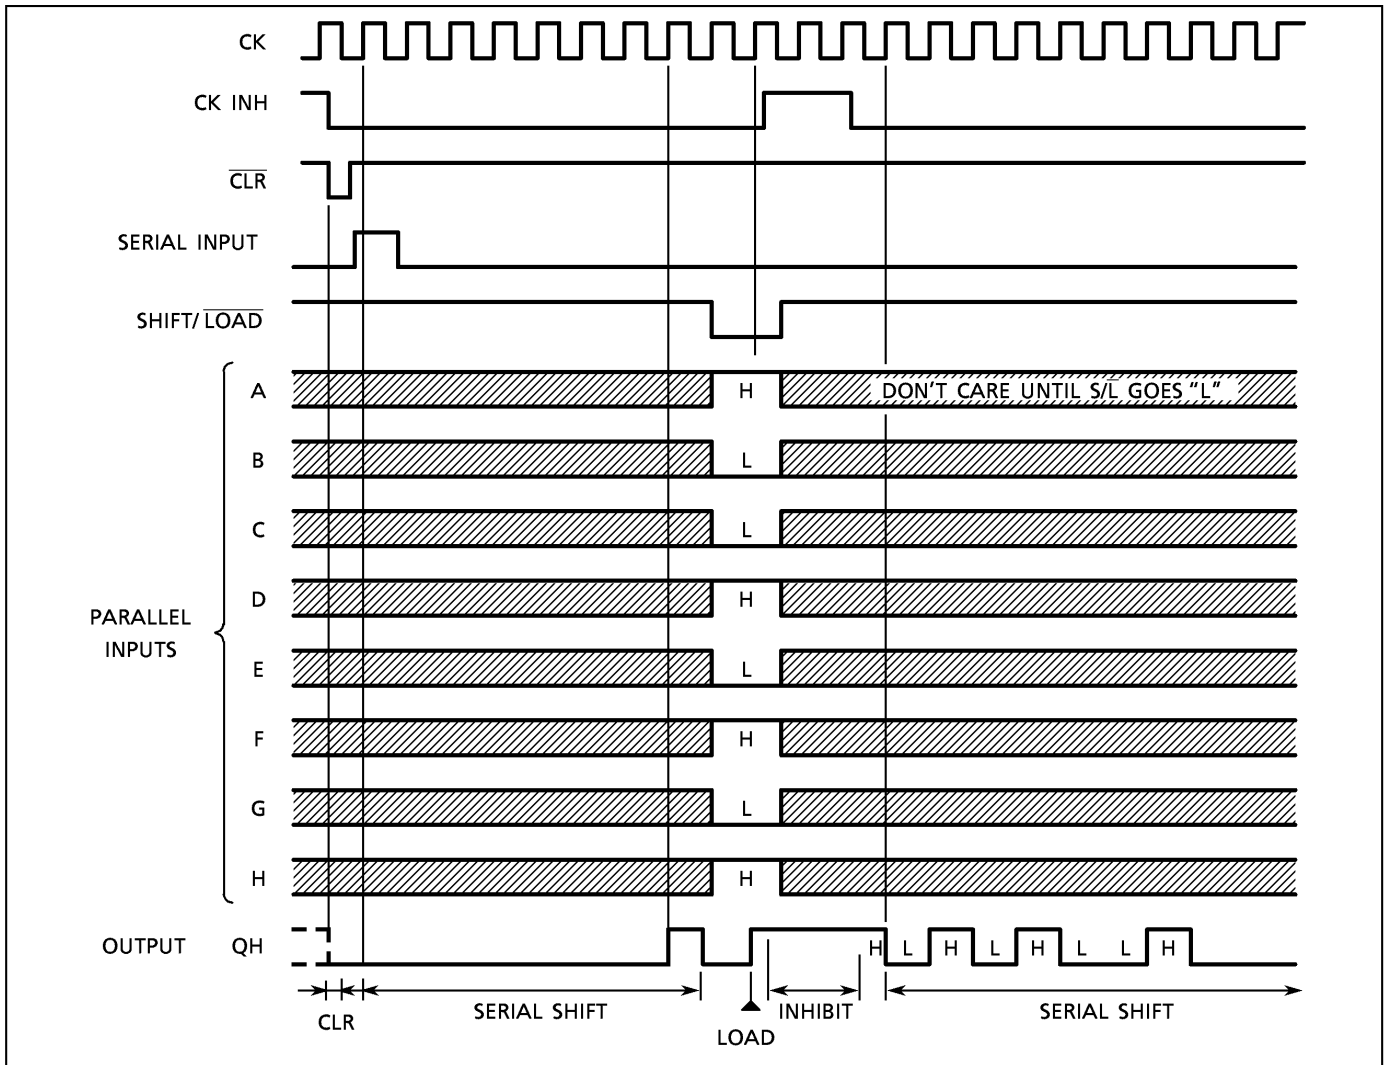 CK
CK INH
CLR
SERIAL INPUT
SHIFT/LOAD
A H DON'T CARE UNTIL S/L GOES "L"
B L
C L
D H
PARALLEL
INPUTS
E L
F H
G L
H H
OUTPUT QH H L H L H L L H
SERIAL SHIFT INHIBIT SERIAL SHIFT
CLR
LOAD